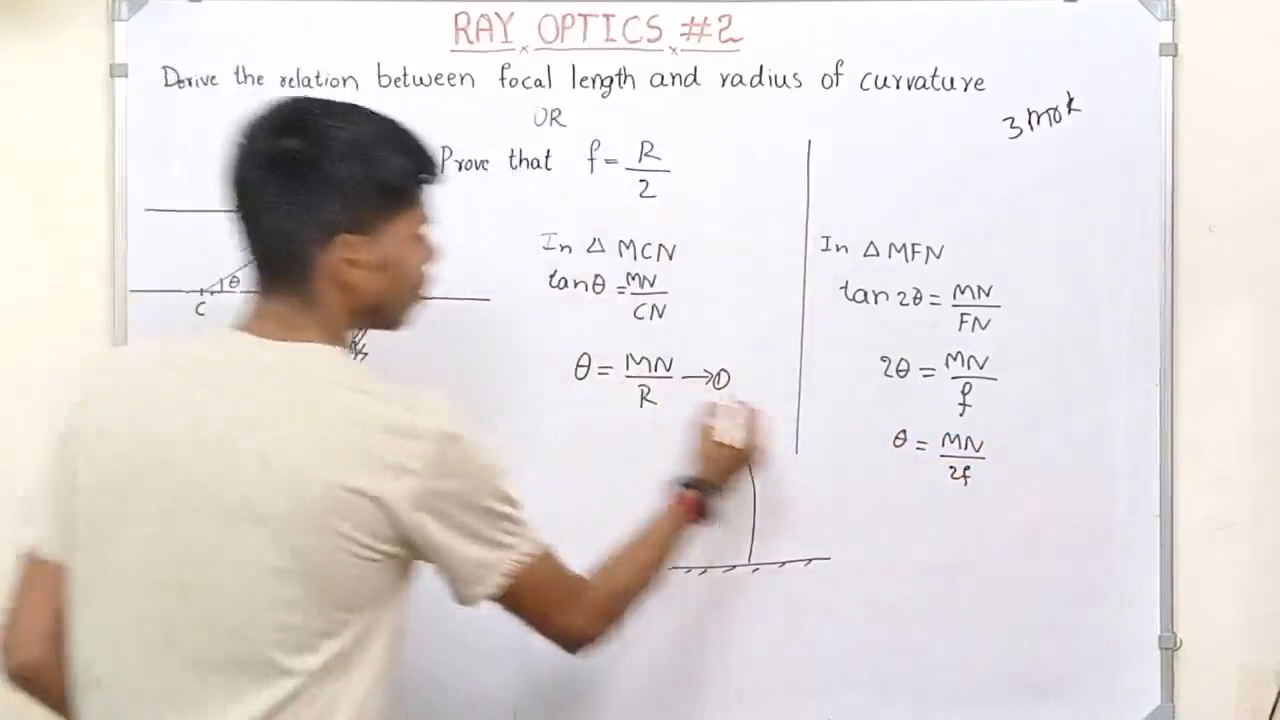 RAY OPTICS #2
Derive the relation between focal length and radius of curvature
OR
3 mark
Prove that f = R/2
θ
C
In Δ MCN
tanθ = MN/CN
θ = MN/R → ①
In Δ MFN
tan 2θ = MN/FN
2θ = MN/f
θ = MN/2f